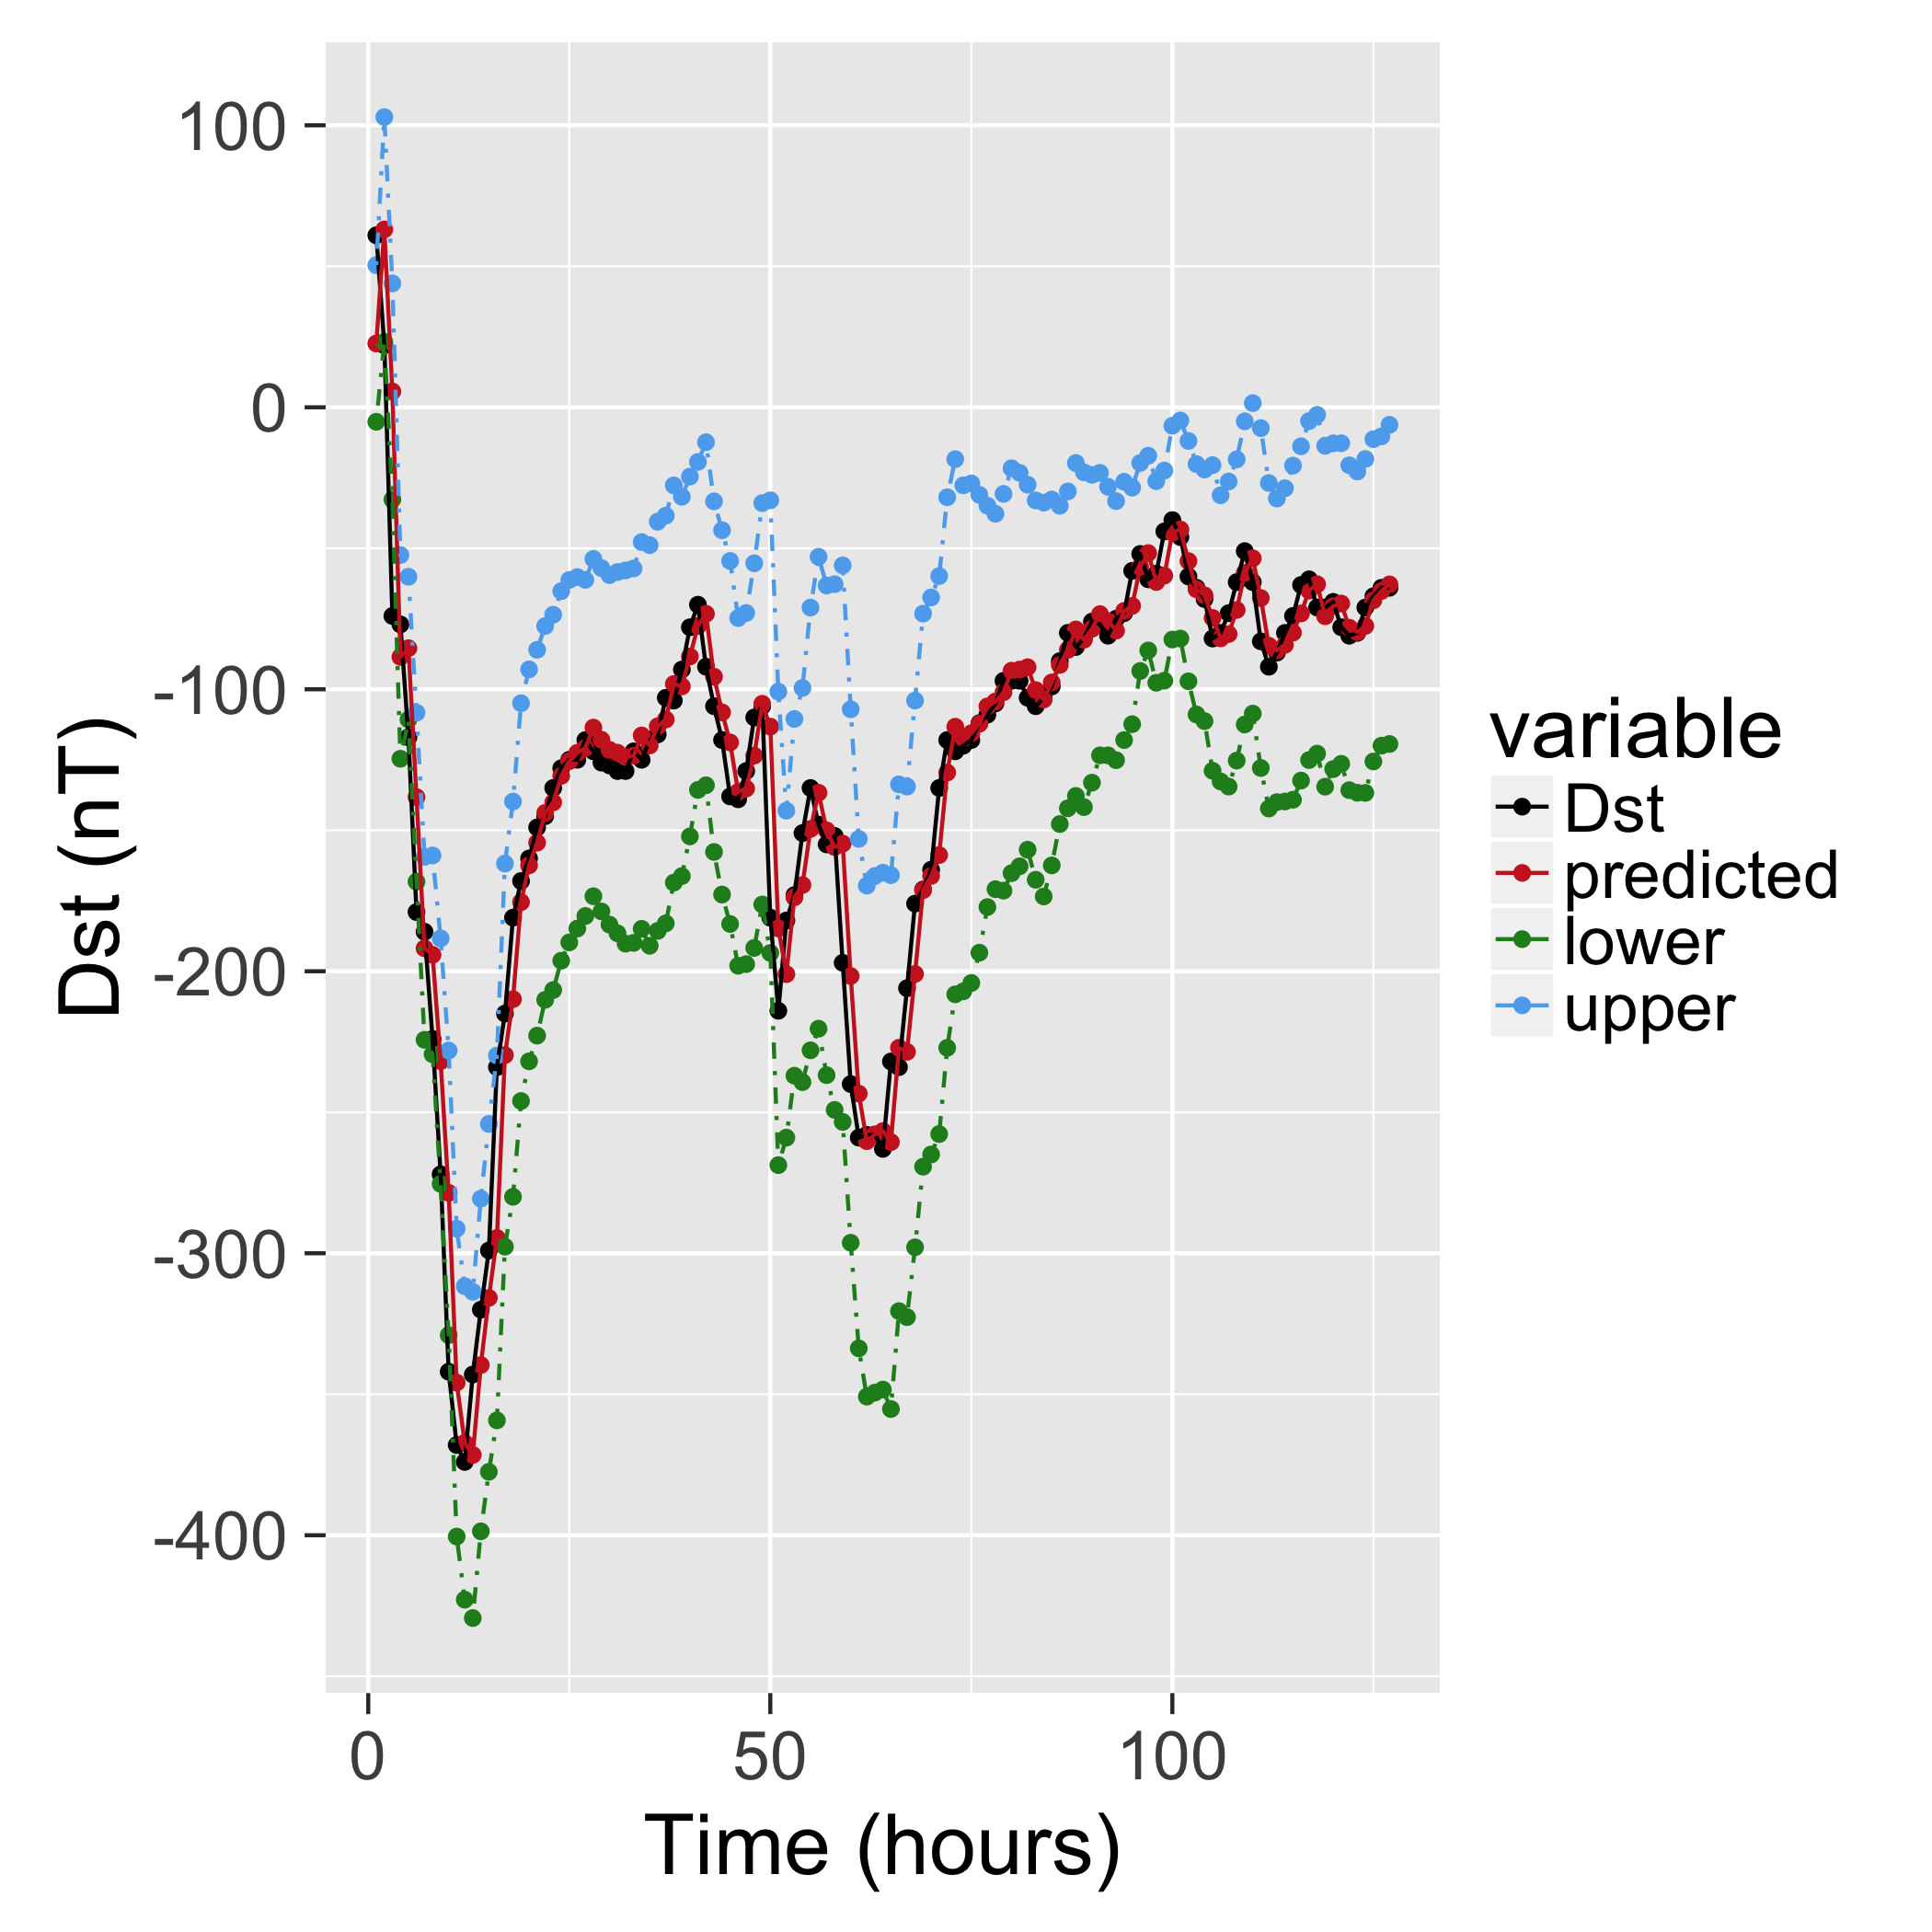 100
0
-100
-200
-300
-400
Dst (nT)
0
50
100
Time (hours)
variable
Dst
predicted
lower
upper